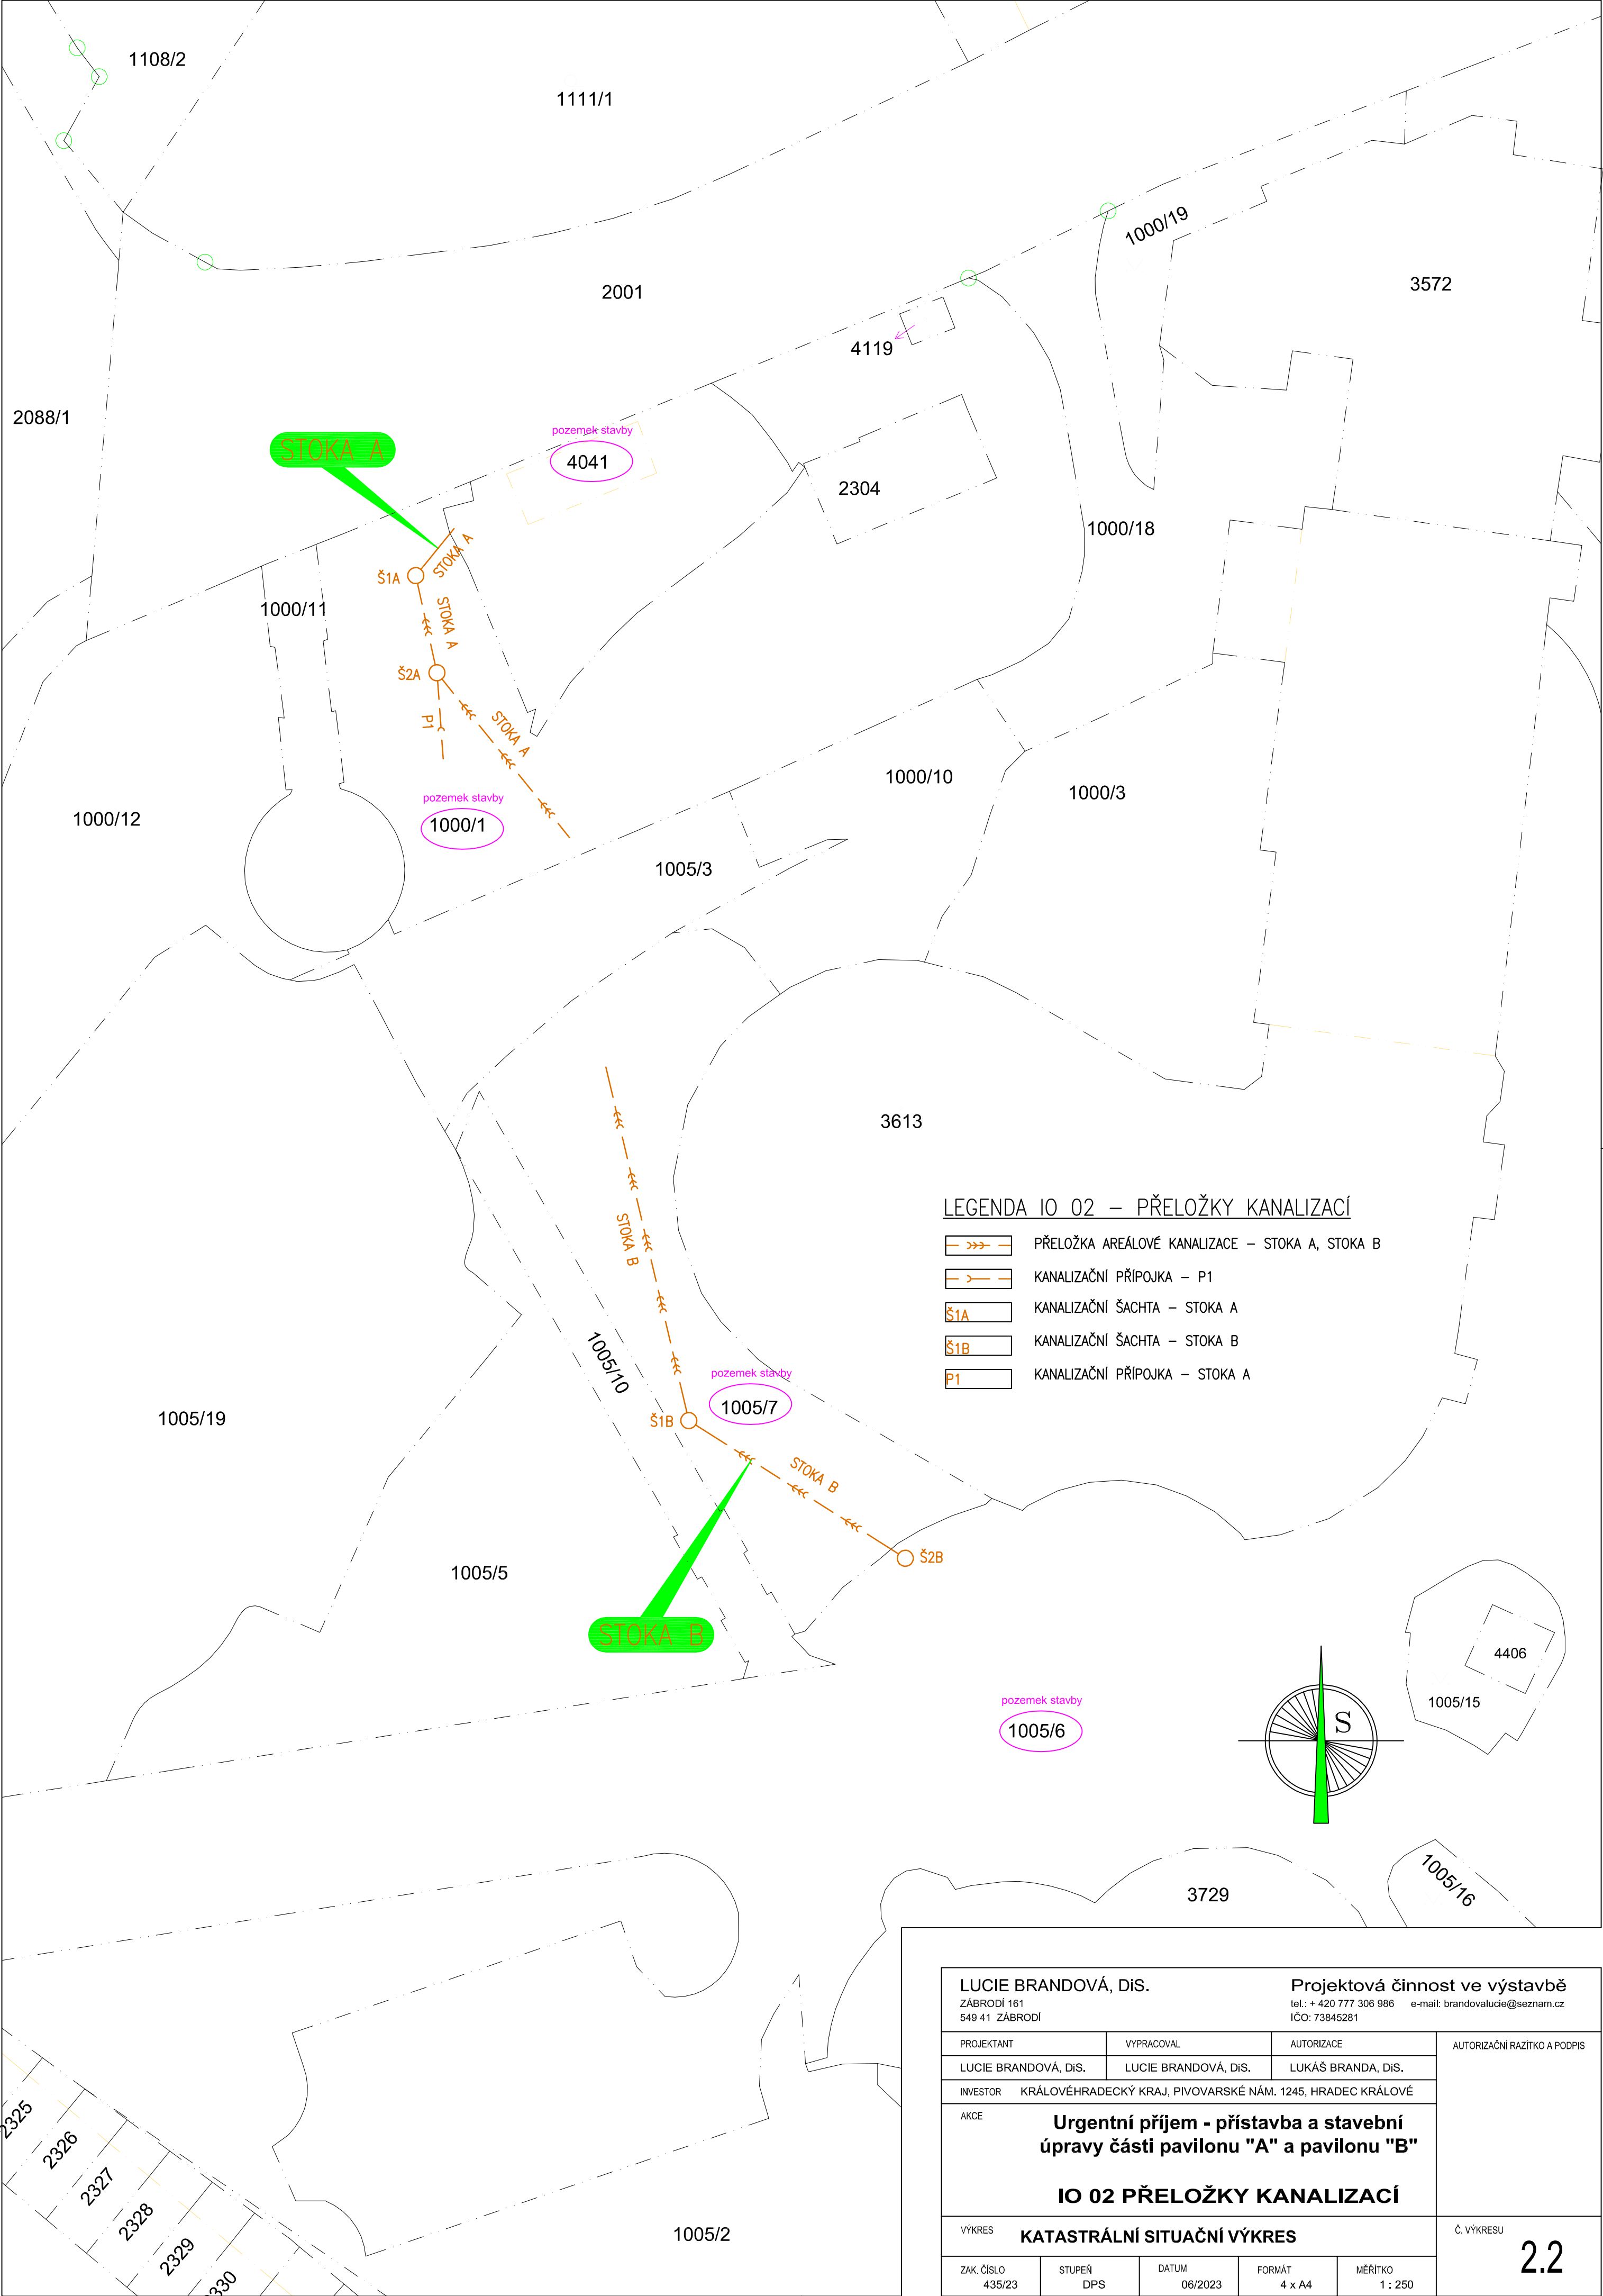 1108/2
1111/1
1000/19
2001
3572
4119
2088/1
STOKA A
pozemek stavby
4041
2304
1000/18
STOKA A
Š1A
1000/11
STOKA A
Š2A
P1
STOKA A
1000/10
1000/3
pozemek stavby
1000/1
1000/12
1005/3
3613
LEGENDA IO 02 – PŘELOŽKY KANALIZACÍ
PŘELOŽKA AREÁLOVÉ KANALIZACE – STOKA A, STOKA B
KANALIZAČNÍ PŘÍPOJKA – P1
Š1A KANALIZAČNÍ ŠACHTA – STOKA A
Š1B KANALIZAČNÍ ŠACHTA – STOKA B
P1 KANALIZAČNÍ PŘÍPOJKA – STOKA A
STOKA B
1005/10
pozemek stavby
1005/7
1005/19
Š1B
STOKA B
Š2B
1005/5
STOKA B
4406
1005/15
pozemek stavby
1005/6
S
1005/16
3729
LUCIE BRANDOVÁ, DiS.
ZÁBRODÍ 161
549 41 ZÁBRODÍ
Projektová činnost ve výstavbě
tel.: + 420 777 306 986 e-mail: brandovalucie@seznam.cz
IČO: 73845281
PROJEKTANT VYPRACOVAL AUTORIZACE AUTORIZAČNÍ RAZÍTKO A PODPIS
LUCIE BRANDOVÁ, DiS. LUCIE BRANDOVÁ, DiS. LUKÁŠ BRANDA, DiS.
INVESTOR KRÁLOVÉHRADECKÝ KRAJ, PIVOVARSKÉ NÁM. 1245, HRADEC KRÁLOVÉ
AKCE
Urgentní příjem - přístavba a stavební
úpravy části pavilonu "A" a pavilonu "B"
IO 02 PŘELOŽKY KANALIZACÍ
VÝKRES KATASTRÁLNÍ SITUAČNÍ VÝKRES
Č. VÝKRESU
2.2
ZAK. ČÍSLO STUPEŇ DATUM FORMÁT MĚŘÍTKO
435/23 DPS 06/2023 4 x A4 1 : 250
2325
2326
2327
2328
2329
1005/2